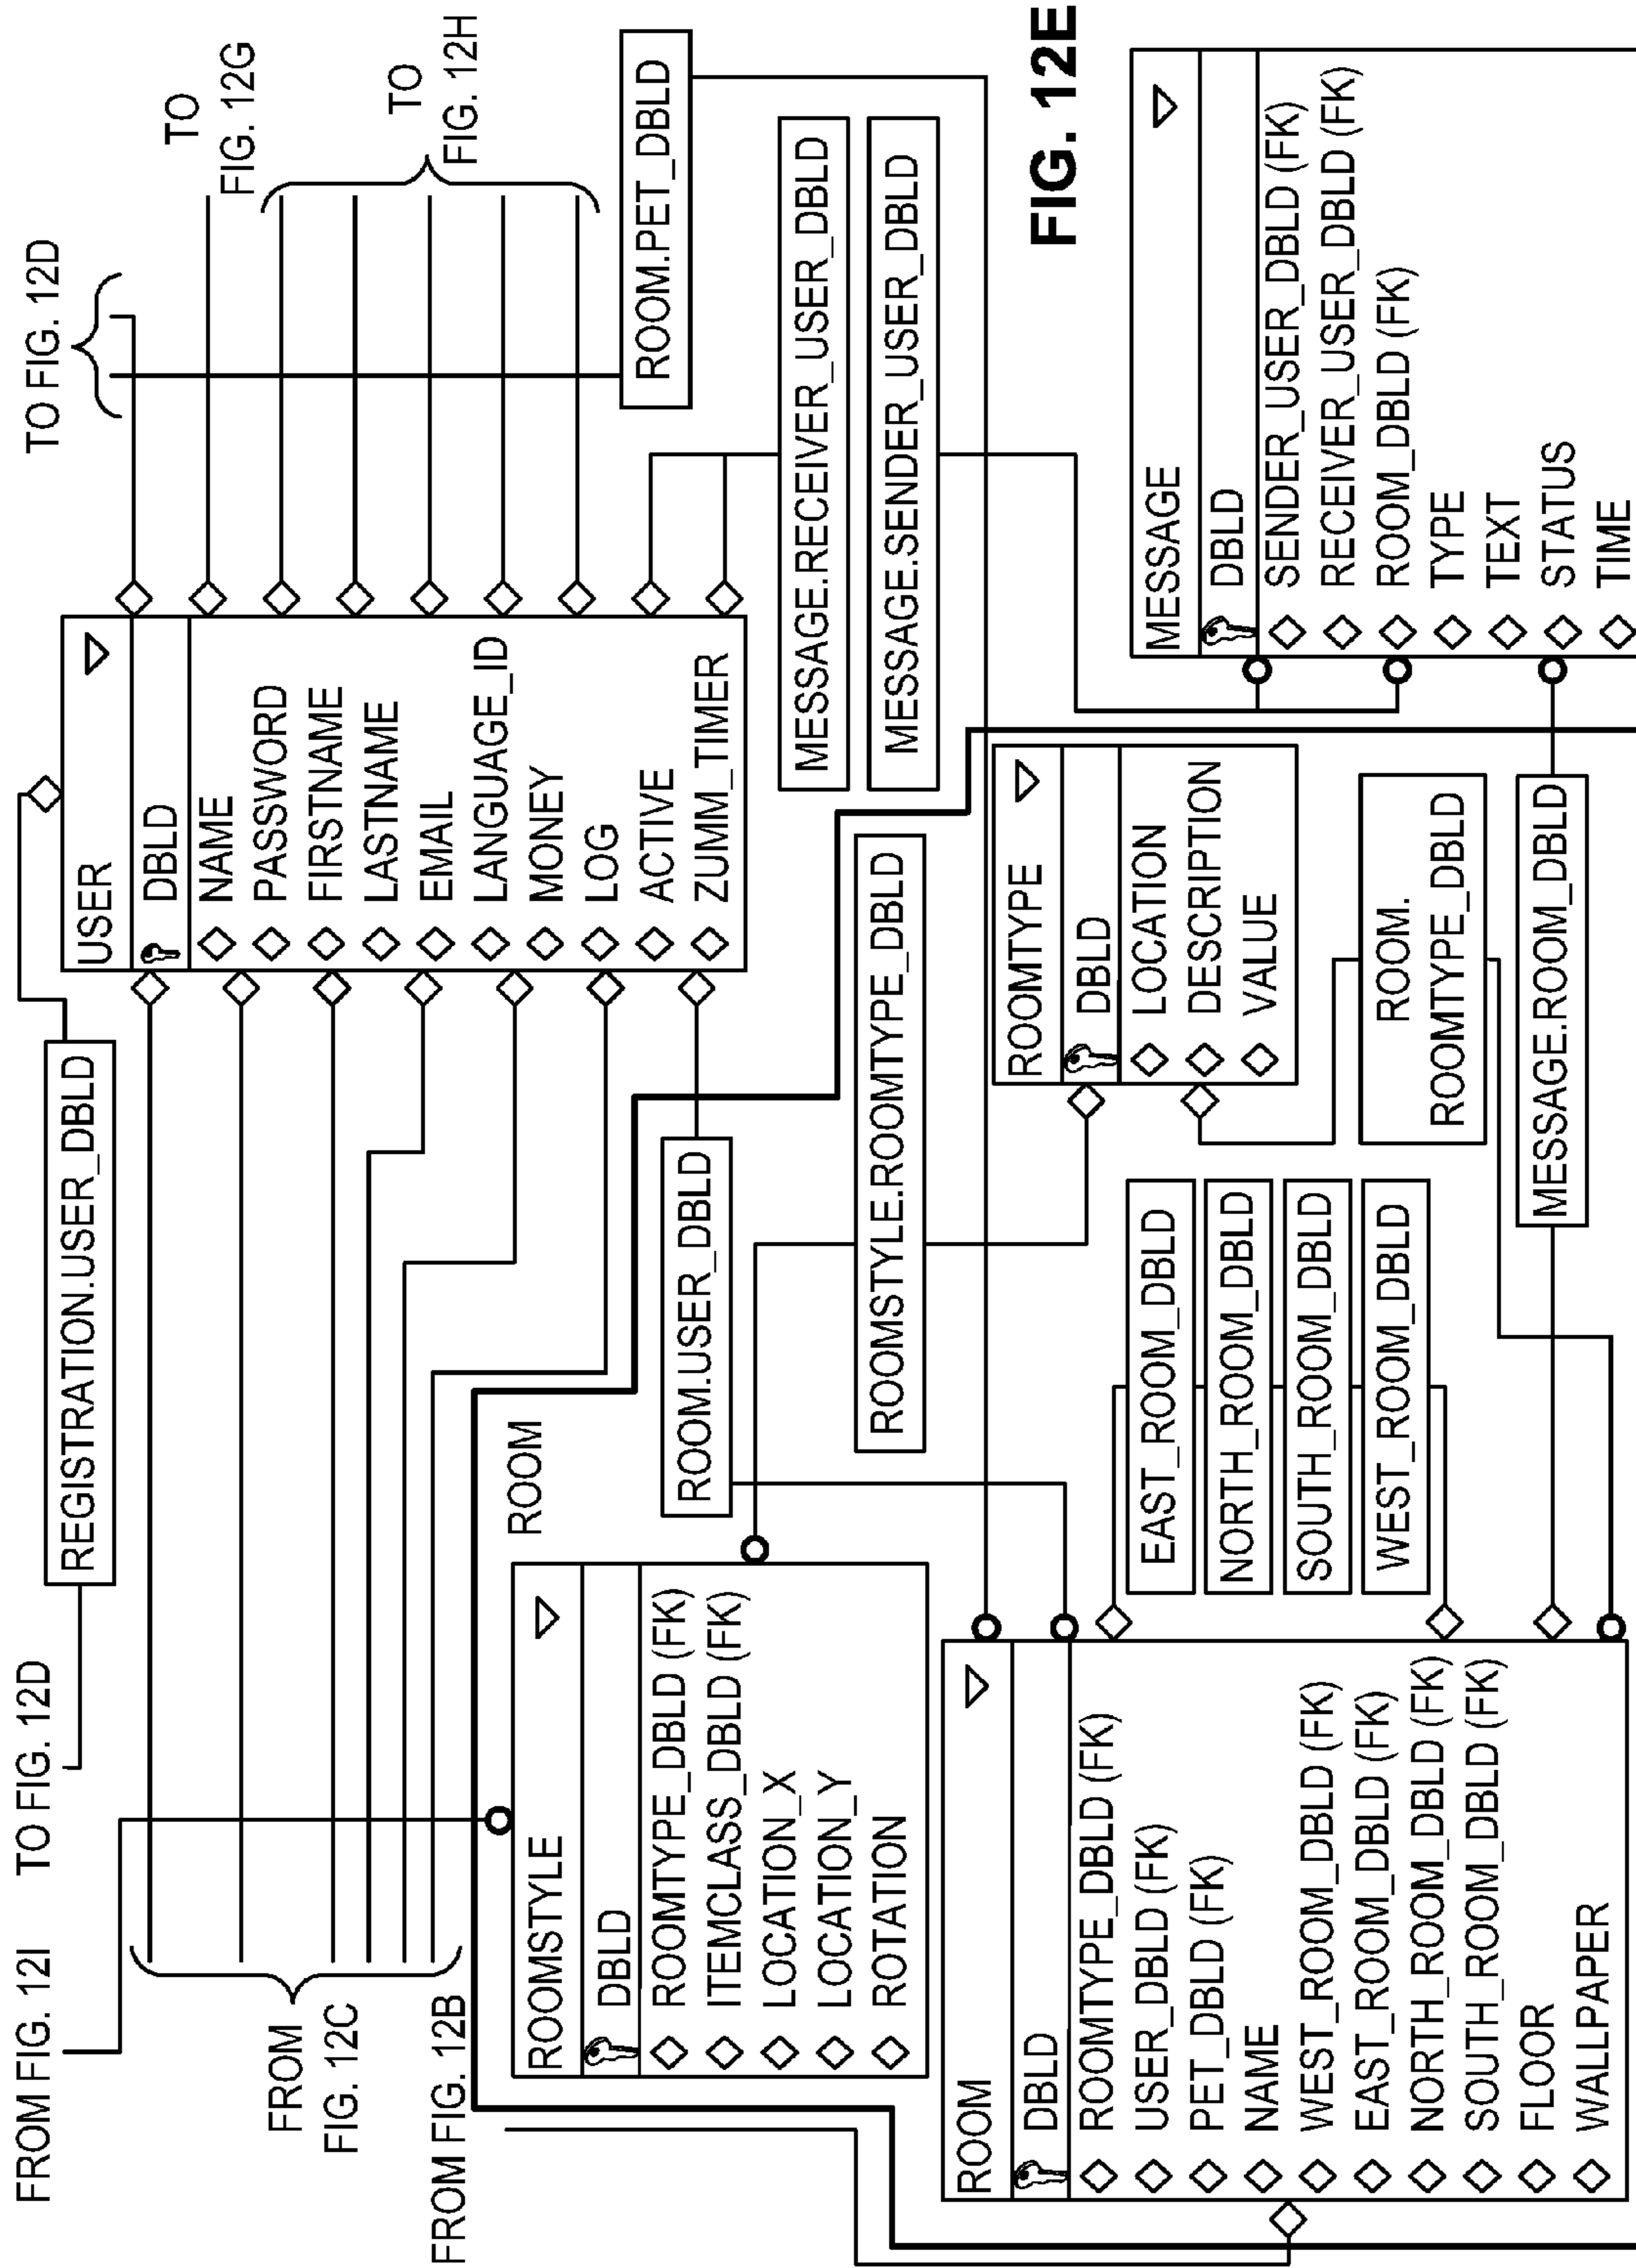 FROM FIG. 12I
TO FIG. 12D
TO FIG. 12D
REGISTRATION.USER_DBLD
TO
FIG. 12G
TO
FIG. 12H
FROM
FIG. 12C
FROM FIG. 12B
USER
DBLD
NAME
PASSWORD
FIRSTNAME
LASTNAME
EMAIL
LANGUAGE_ID
MONEY
LOG
ACTIVE
ZUMM_TIMER
ROOM.PET_DBLD
ROOM
ROOMSTYLE
DBLD
ROOMTYPE_DBLD (FK)
ITEMCLASS_DBLD (FK)
LOCATION_X
LOCATION_Y
ROTATION
ROOM.USER_DBLD
MESSAGE.RECEIVER_USER_DBLD
MESSAGE.SENDER_USER_DBLD
ROOMSTYLE.ROOMTYPE_DBLD
FIG. 12E
ROOM
DBLD
ROOMTYPE_DBLD (FK)
USER_DBLD (FK)
PET_DBLD (FK)
NAME
WEST_ROOM_DBLD (FK)
EAST_ROOM_DBLD (FK)
NORTH_ROOM_DBLD (FK)
SOUTH_ROOM_DBLD (FK)
FLOOR
WALLPAPER
EAST_ROOM_DBLD
NORTH_ROOM_DBLD
SOUTH_ROOM_DBLD
WEST_ROOM_DBLD
ROOMTYPE
DBLD
LOCATION
DESCRIPTION
VALUE
ROOM.
ROOMTYPE_DBLD
MESSAGE.ROOM_DBLD
MESSAGE
DBLD
SENDER_USER_DBLD (FK)
RECEIVER_USER_DBLD (FK)
ROOM_DBLD (FK)
TYPE
TEXT
STATUS
TIME